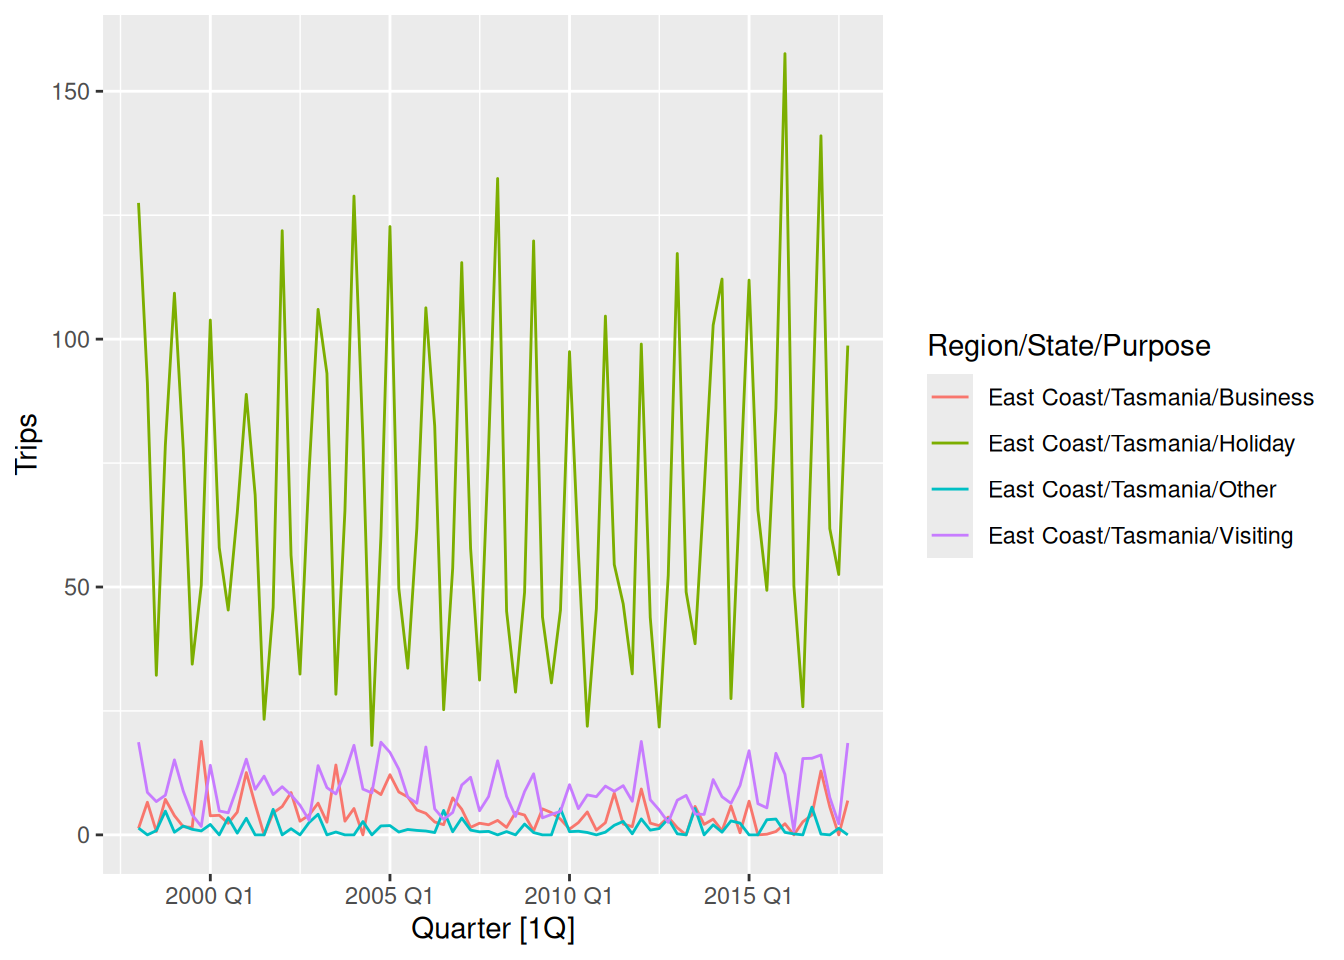 150
100
50
0
Trips
2000 Q1
2005 Q1
2010 Q1
2015 Q1
Quarter [1Q]
Region/State/Purpose
East Coast/Tasmania/Business
East Coast/Tasmania/Holiday
East Coast/Tasmania/Other
East Coast/Tasmania/Visiting